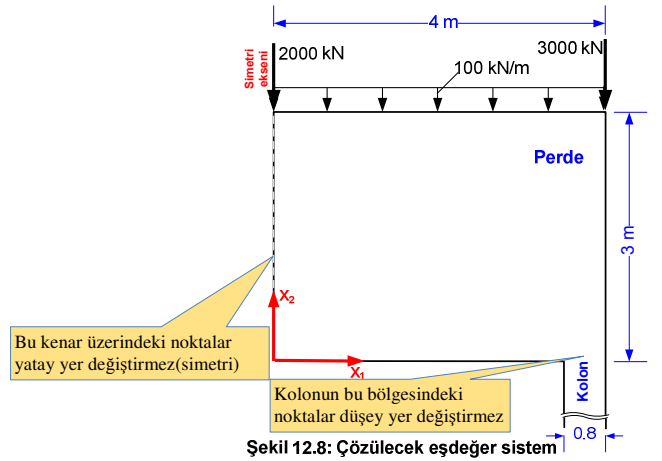 4 m
Simetri
ekseni
2000 kN
3000 kN
100 kN/m
Perde
3 m
X2
Bu kenar üzerindeki noktalar
yatay yer değiştirmez(simetri)
X1
Kolonun bu bölgesindeki
noktalar düşey yer değiştirmez
Kolon
0.8
Şekil 12.8: Çözülecek eşdeğer sistem